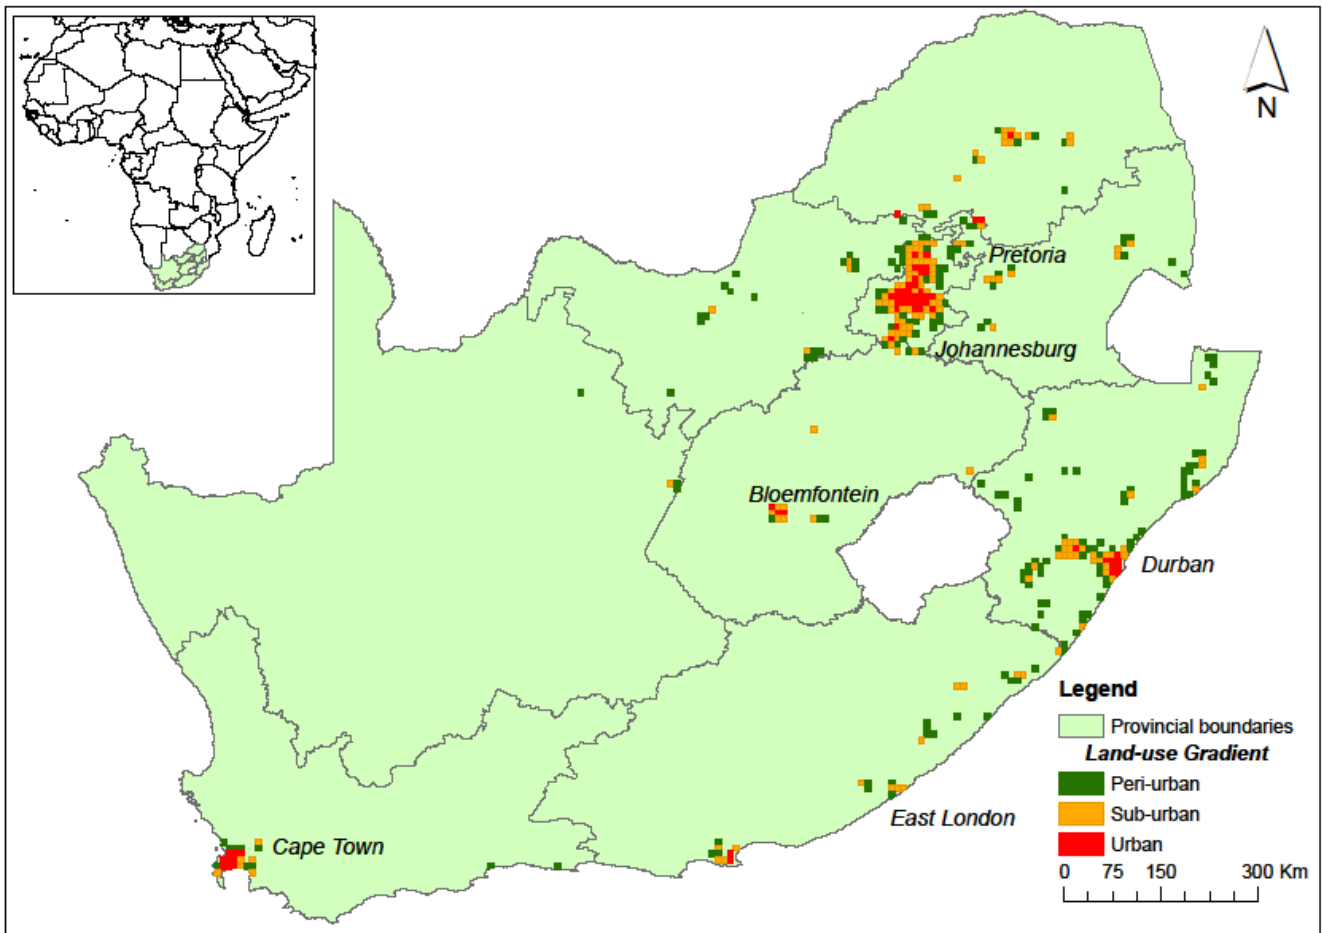 N
Pretoria
Johannesburg
Bloemfontein
Durban
Legend
Provincial boundaries
Land-use Gradient
Peri-urban
Sub-urban
Urban
0 75 150 300 Km
East London
Cape Town